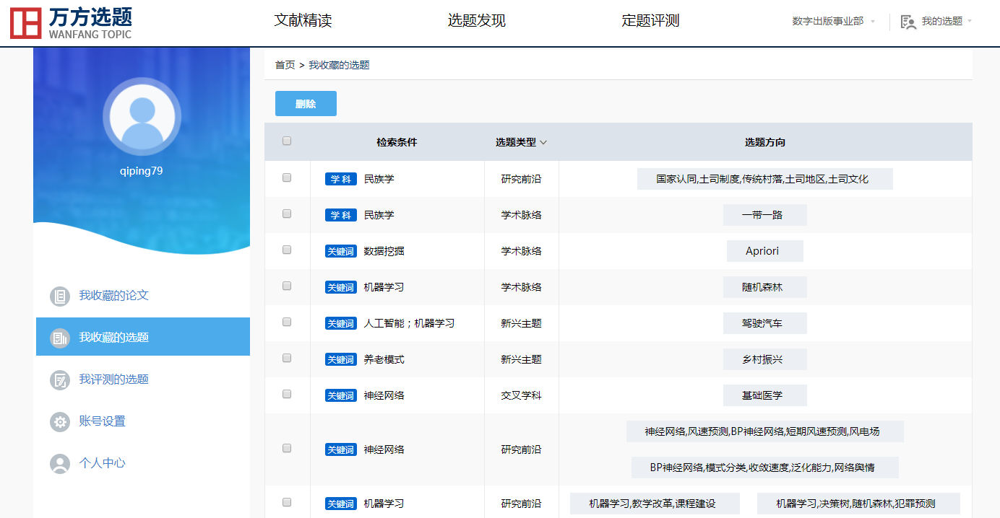 万方选题
WANFANG TOPIC
文献精读 选题发现 定题评测 数字出版事业部 我的选题
首页 > 我收藏的选题
删除
qiping79
我收藏的论文
我收藏的选题
我评测的选题
账号设置
个人中心
检索条件 选题类型 选题方向
学科 民族学 研究前沿 国家认同,土司制度,传统村落,土司地区,土司文化
学科 民族学 学术脉络 一带一路
关键词 数据挖掘 学术脉络 Apriori
关键词 机器学习 学术脉络 随机森林
关键词 人工智能；机器学习 新兴主题 驾驶汽车
关键词 养老模式 新兴主题 乡村振兴
关键词 神经网络 交叉学科 基础医学
关键词 神经网络 研究前沿 神经网络,风速预测,BP神经网络,短期风速预测,风电场
BP神经网络,模式分类,收敛速度,泛化能力,网络舆情
关键词 机器学习 研究前沿 机器学习,教学改革,课程建设 机器学习,决策树,随机森林,犯罪预测